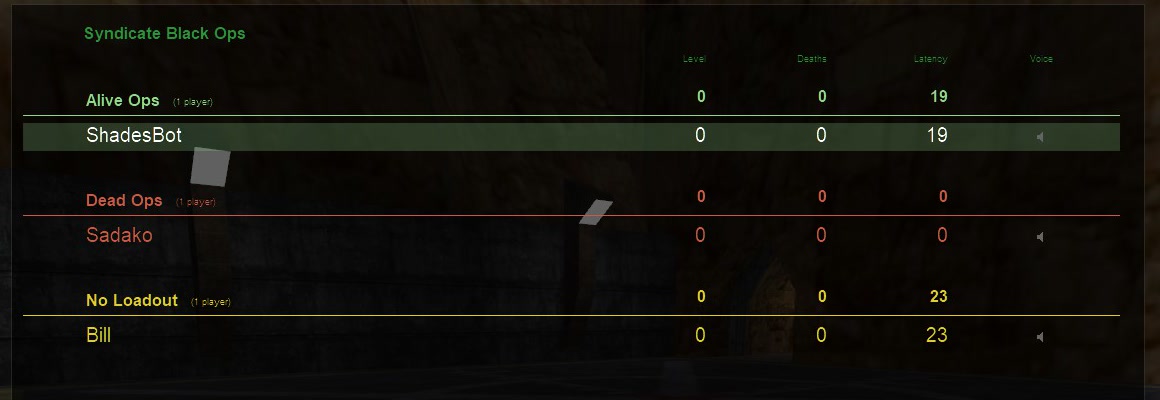 Syndicate Black Ops
Level Deaths Latency Voice
Alive Ops (1 player) 0 0 19
ShadesBot 0 0 19
Dead Ops (1 player) 0 0 0
Sadako 0 0 0
No Loadout (1 player) 0 0 23
Bill 0 0 23